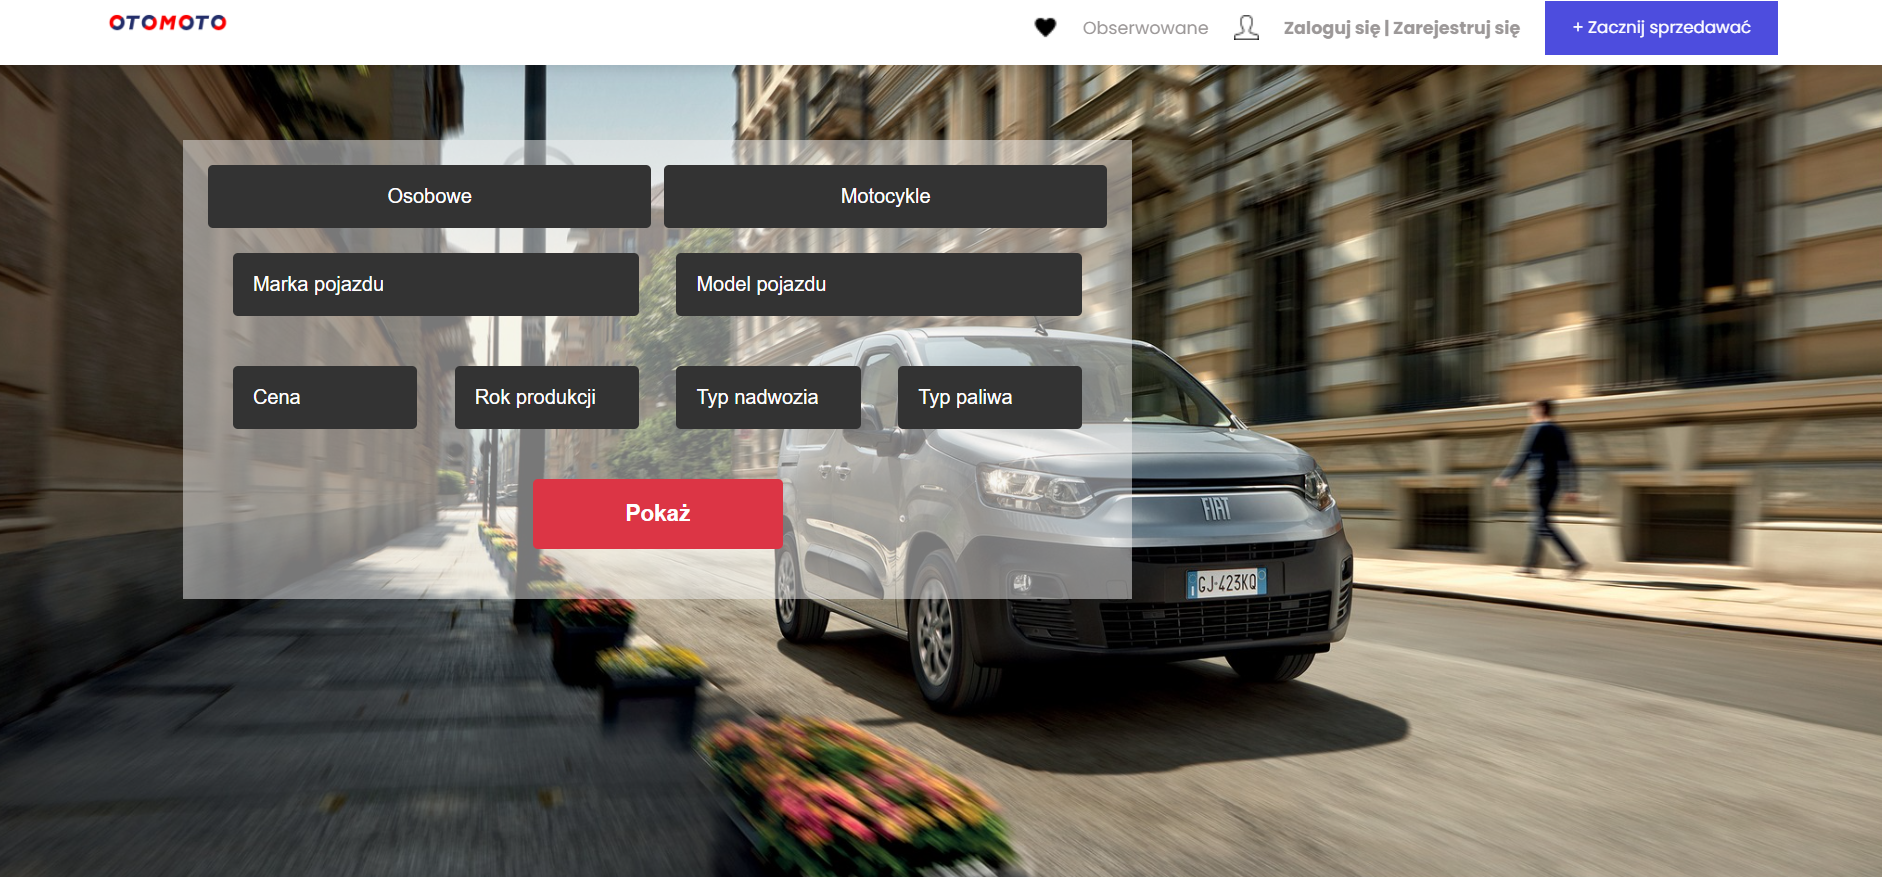 OTOMOTO
Obserwowane
Zaloguj się | Zarejestruj się
+ Zacznij sprzedawać
Osobowe
Motocykle
Marka pojazdu
Model pojazdu
Cena
Rok produkcji
Typ nadwozia
Typ paliwa
Pokaż
FIAT
GJ·423KQ